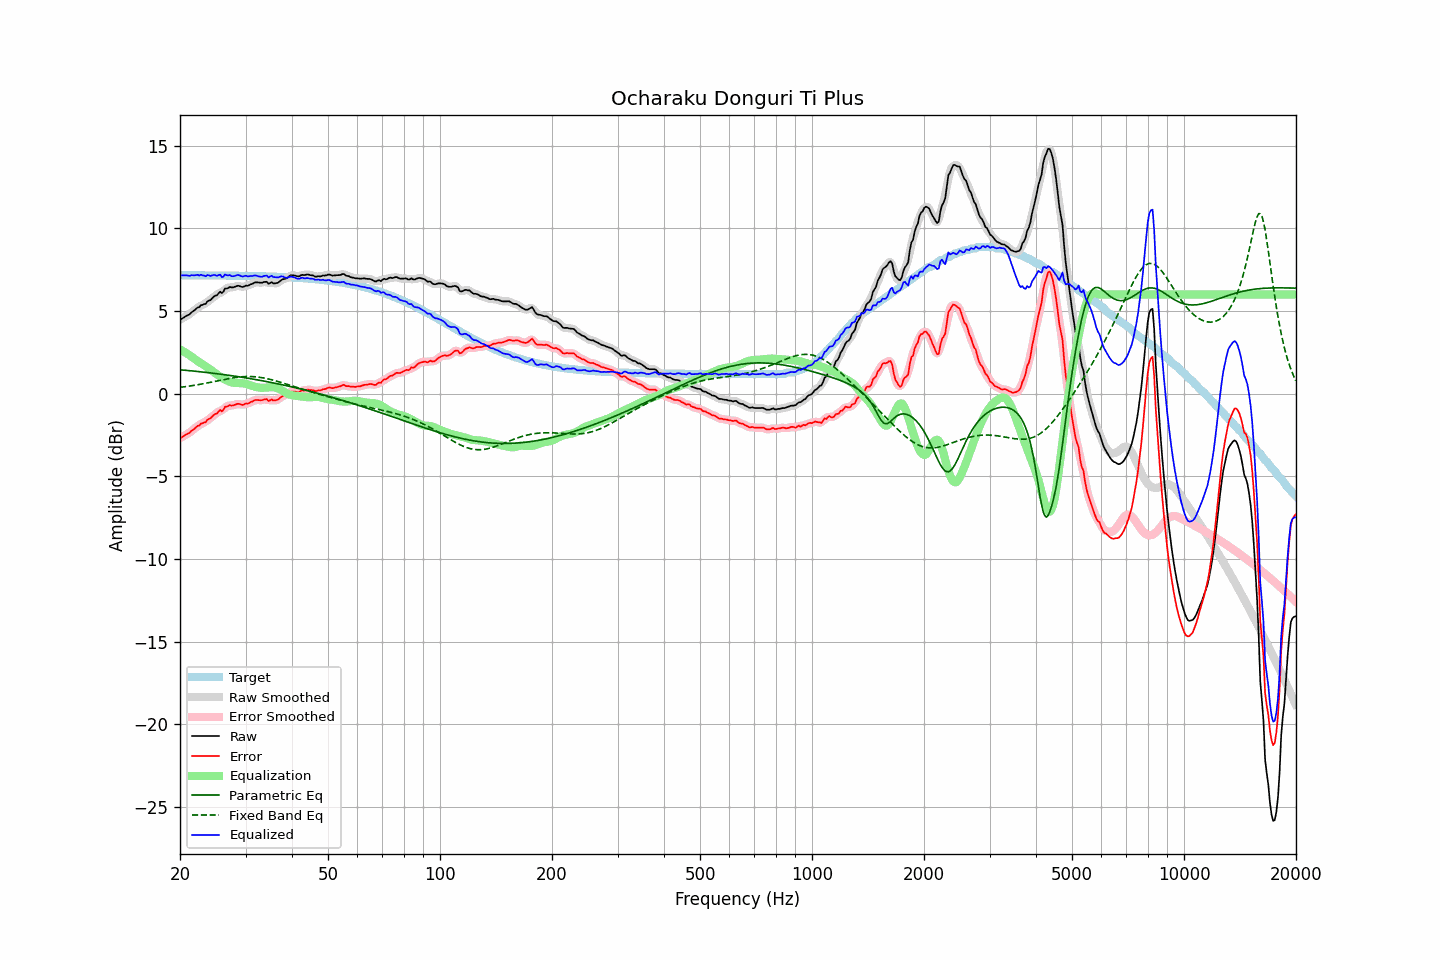 Ocharaku Donguri Ti Plus
15
10
5
0
−5
−10
−15
−20
−25
Amplitude (dBr)
Target
Raw Smoothed
Error Smoothed
Raw
Error
Equalization
Parametric Eq
Fixed Band Eq
Equalized
20 50 100 200 500 1000 2000 5000 10000 20000
Frequency (Hz)